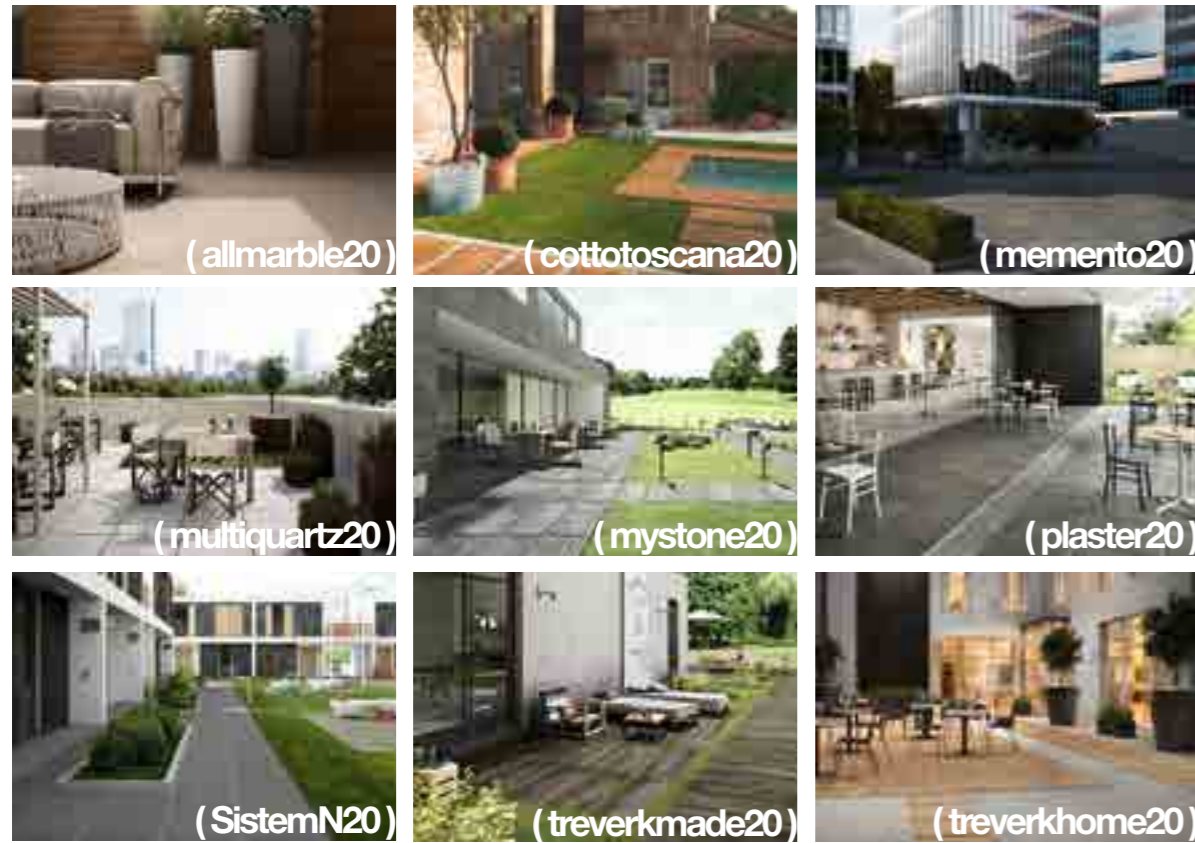 ( allmarble20 )
( cottotoscana20 )
( memento20 )
( multiquartz20 )
( mystone20 )
( plaster20 )
( SistemN20 )
( treverkmade20 )
( treverkhome20 )